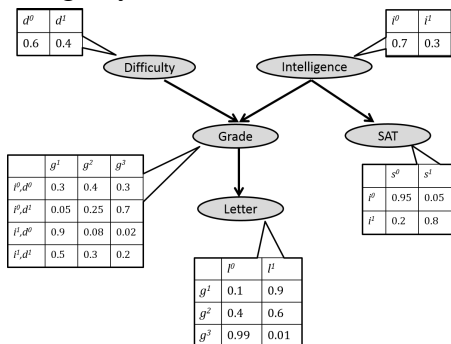 d⁰ d¹
0.6 0.4
i⁰ i¹
0.7 0.3
Difficulty
Intelligence
Grade
SAT
g¹ g² g³
i⁰,d⁰ 0.3 0.4 0.3
i⁰,d¹ 0.05 0.25 0.7
i¹,d⁰ 0.9 0.08 0.02
i¹,d¹ 0.5 0.3 0.2
s⁰ s¹
i⁰ 0.95 0.05
i¹ 0.2 0.8
Letter
l⁰ l¹
g¹ 0.1 0.9
g² 0.4 0.6
g³ 0.99 0.01